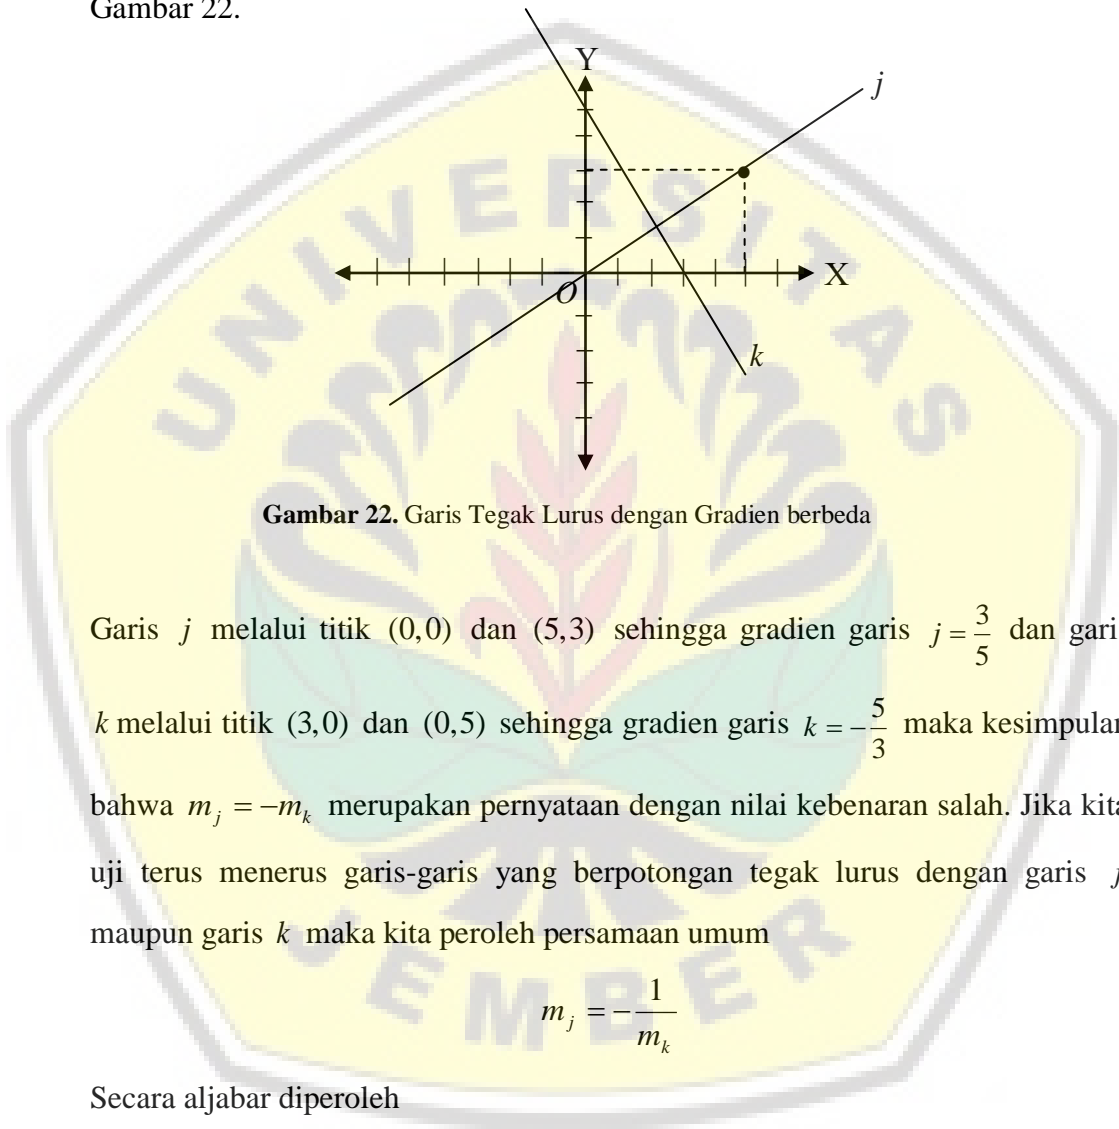 Gambar 22.
Y
j
X
O
k
Gambar 22. Garis Tegak Lurus dengan Gradien berbeda
Garis j melalui titik (0,0) dan (5,3) sehingga gradien garis j = 3/5 dan gari
k melalui titik (3,0) dan (0,5) sehingga gradien garis k = −5/3 maka kesimpulan
bahwa m_j = −m_k merupakan pernyataan dengan nilai kebenaran salah. Jika kita
uji terus menerus garis-garis yang berpotongan tegak lurus dengan garis j
maupun garis k maka kita peroleh persamaan umum
m_j = −1/m_k
Secara aljabar diperoleh
UNIVERSITAS
JEMBER